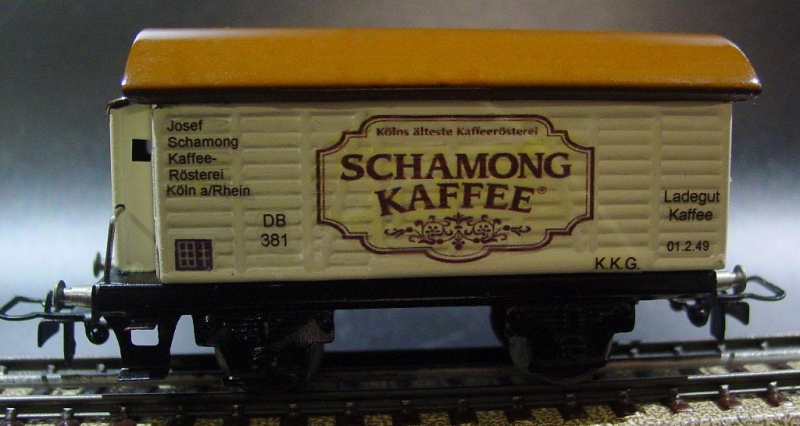 Josef
Schamong
Kaffee-
Rösterei
Köln a/Rhein
DB
381
Kölns älteste Kaffeerösterei
SCHAMONG
KAFFEE®
K.K.G.
Ladegut
Kaffee
01.2.49